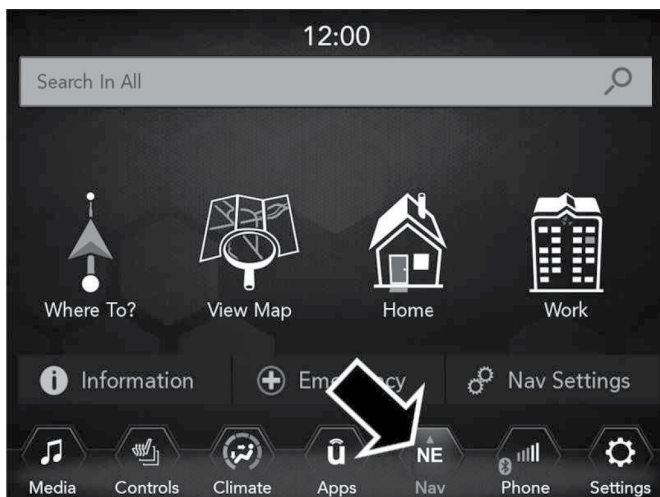 12:00
Search In All
Where To? View Map Home Work
Information Emergency Nav Settings
û NE
Media Controls Climate Apps Nav Phone Settings